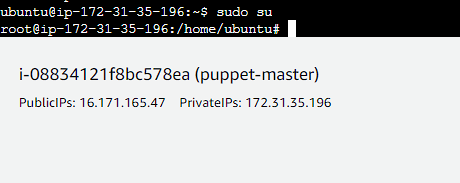 ubuntu@ip-172-31-35-196:~$ sudo su
root@ip-172-31-35-196:/home/ubuntu#
i-08834121f8bc578ea (puppet-master)
PublicIPs: 16.171.165.47 PrivateIPs: 172.31.35.196